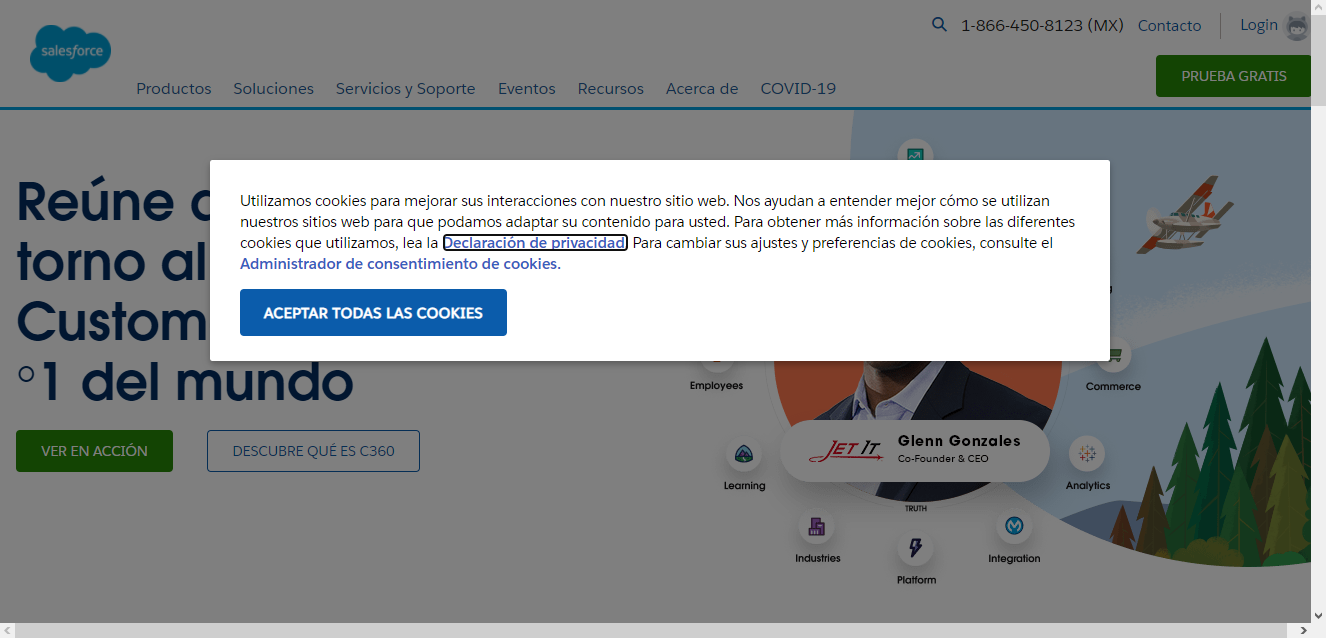 salesforce
1-866-450-8123 (MX) Contacto Login
Productos Soluciones Servicios y Soporte Eventos Recursos Acerca de COVID-19
PRUEBA GRATIS
Utilizamos cookies para mejorar sus interacciones con nuestro sitio web. Nos ayudan a entender mejor cómo se utilizan
nuestros sitios web para que podamos adaptar su contenido para usted. Para obtener más información sobre las diferentes
cookies que utilizamos, lea la Declaración de privacidad. Para cambiar sus ajustes y preferencias de cookies, consulte el
Administrador de consentimiento de cookies.
ACEPTAR TODAS LAS COOKIES
Reúne
torno al
Custom
°1 del mundo
VER EN ACCIÓN
DESCUBRE QUÉ ES C360
Employees
Commerce
JET IT
Glenn Gonzales
Co-Founder & CEO
Learning
Analytics
TRUTH
Industries
Integration
Platform